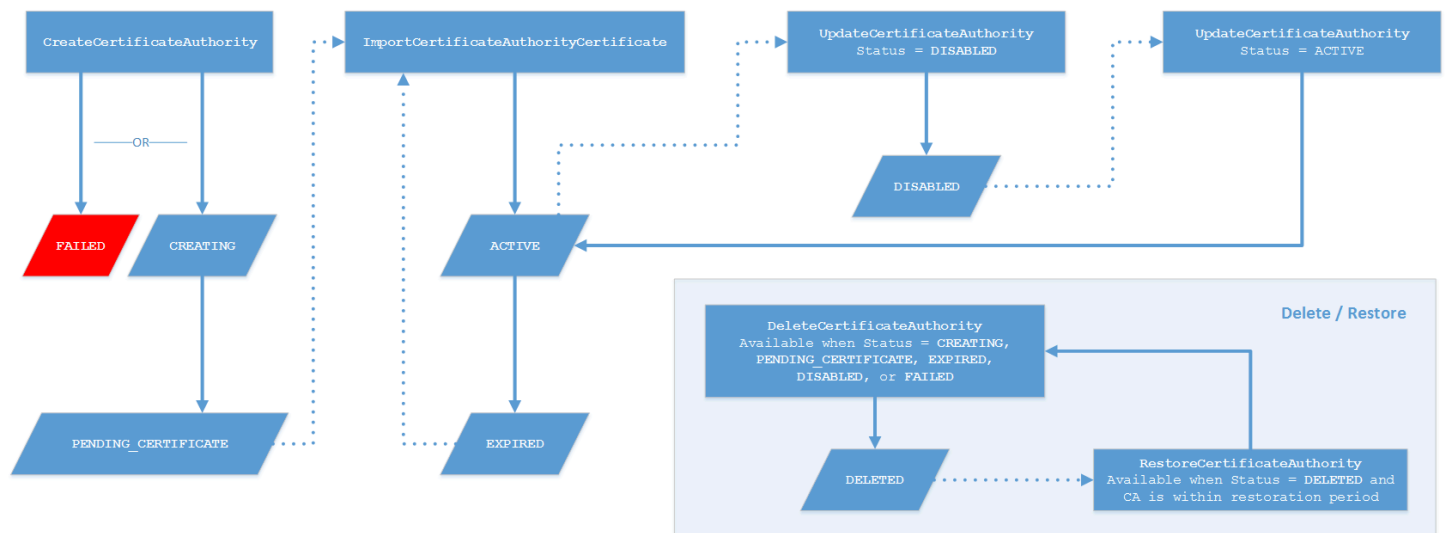 CreateCertificateAuthority
ImportCertificateAuthorityCertificate
UpdateCertificateAuthority
Status = DISABLED
UpdateCertificateAuthority
Status = ACTIVE
OR
DISABLED
FAILED
CREATING
ACTIVE
Delete / Restore
DeleteCertificateAuthority
Available when Status = CREATING,
PENDING_CERTIFICATE, EXPIRED,
DISABLED, or FAILED
PENDING_CERTIFICATE
EXPIRED
DELETED
RestoreCertificateAuthority
Available when Status = DELETED and
CA is within restoration period